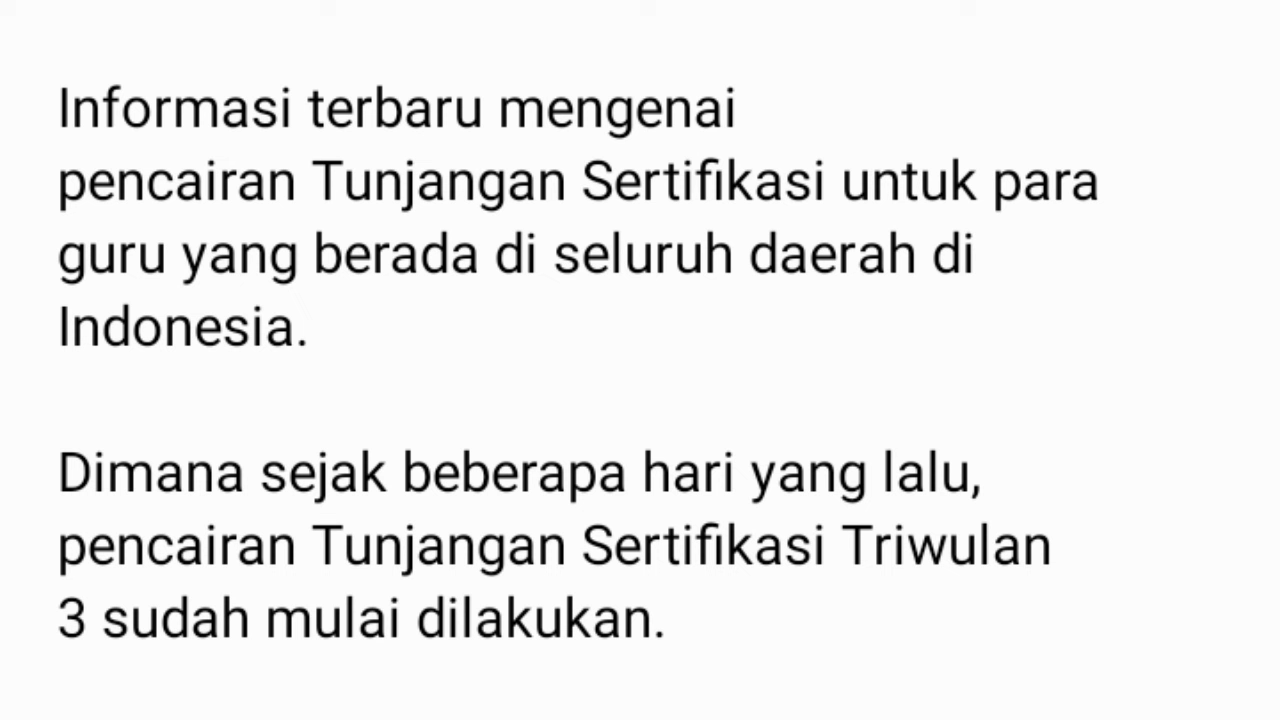 Informasi terbaru mengenai
pencairan Tunjangan Sertifikasi untuk para
guru yang berada di seluruh daerah di
Indonesia.
Dimana sejak beberapa hari yang lalu,
pencairan Tunjangan Sertifikasi Triwulan
3 sudah mulai dilakukan.